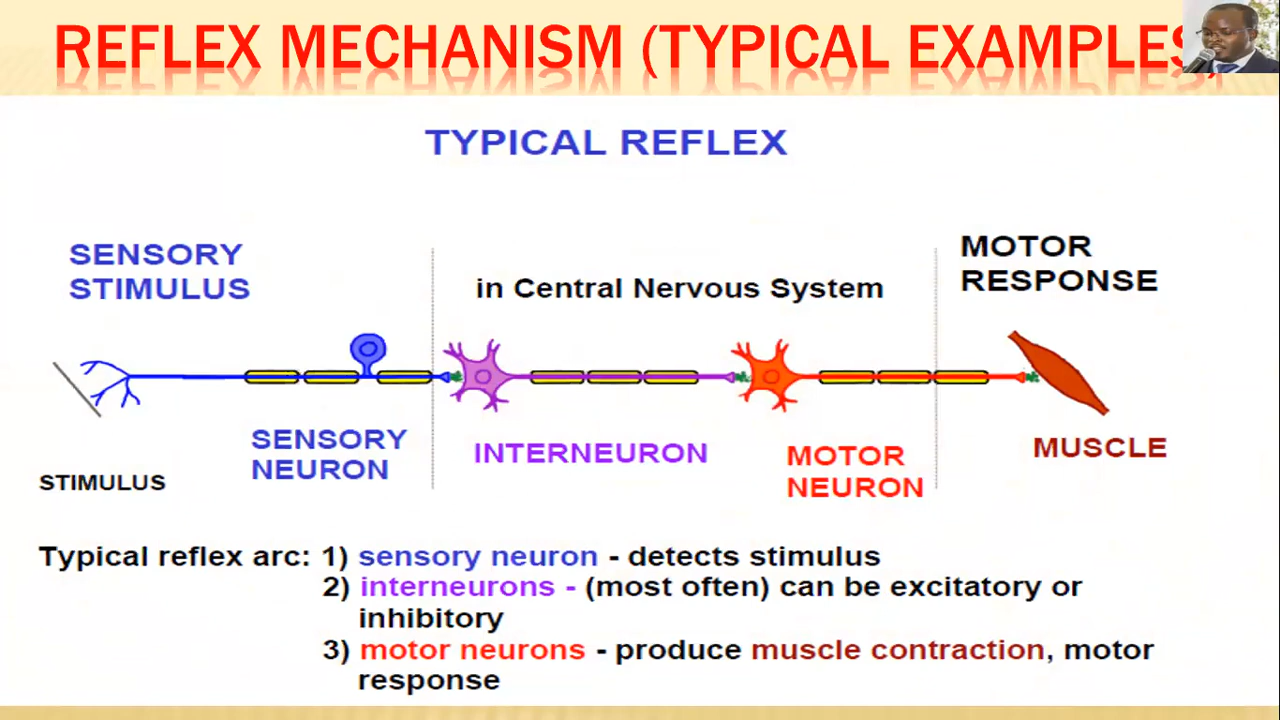 REFLEX MECHANISM (TYPICAL EXAMPLES)
TYPICAL REFLEX
SENSORY
STIMULUS
in Central Nervous System
MOTOR
RESPONSE
STIMULUS
SENSORY
NEURON
INTERNEURON
MOTOR
NEURON
MUSCLE
Typical reflex arc: 1) sensory neuron - detects stimulus
2) interneurons - (most often) can be excitatory or
inhibitory
3) motor neurons - produce muscle contraction, motor
response